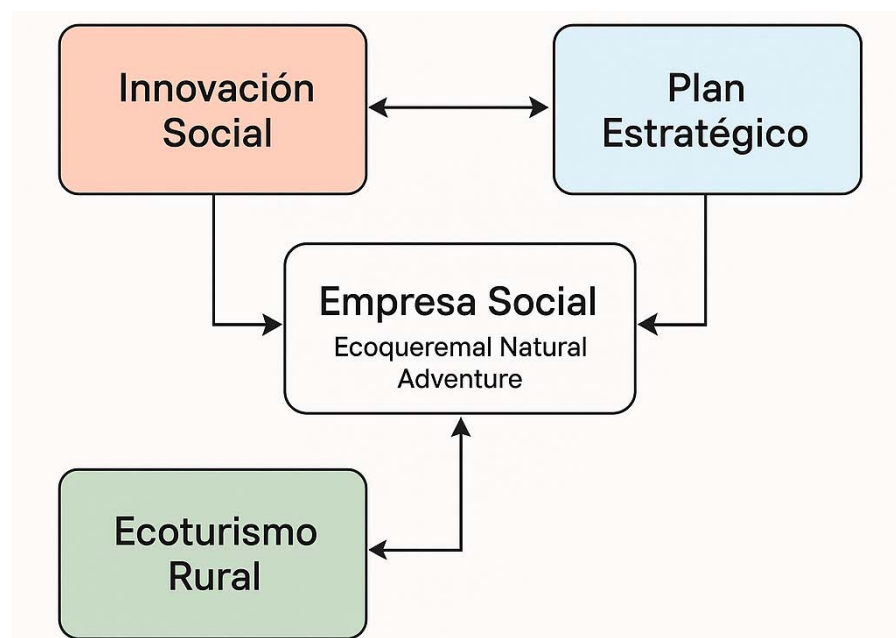 Innovación
Social
Plan
Estratégico
Empresa Social
Ecoqueremal Natural
Adventure
Ecoturismo
Rural